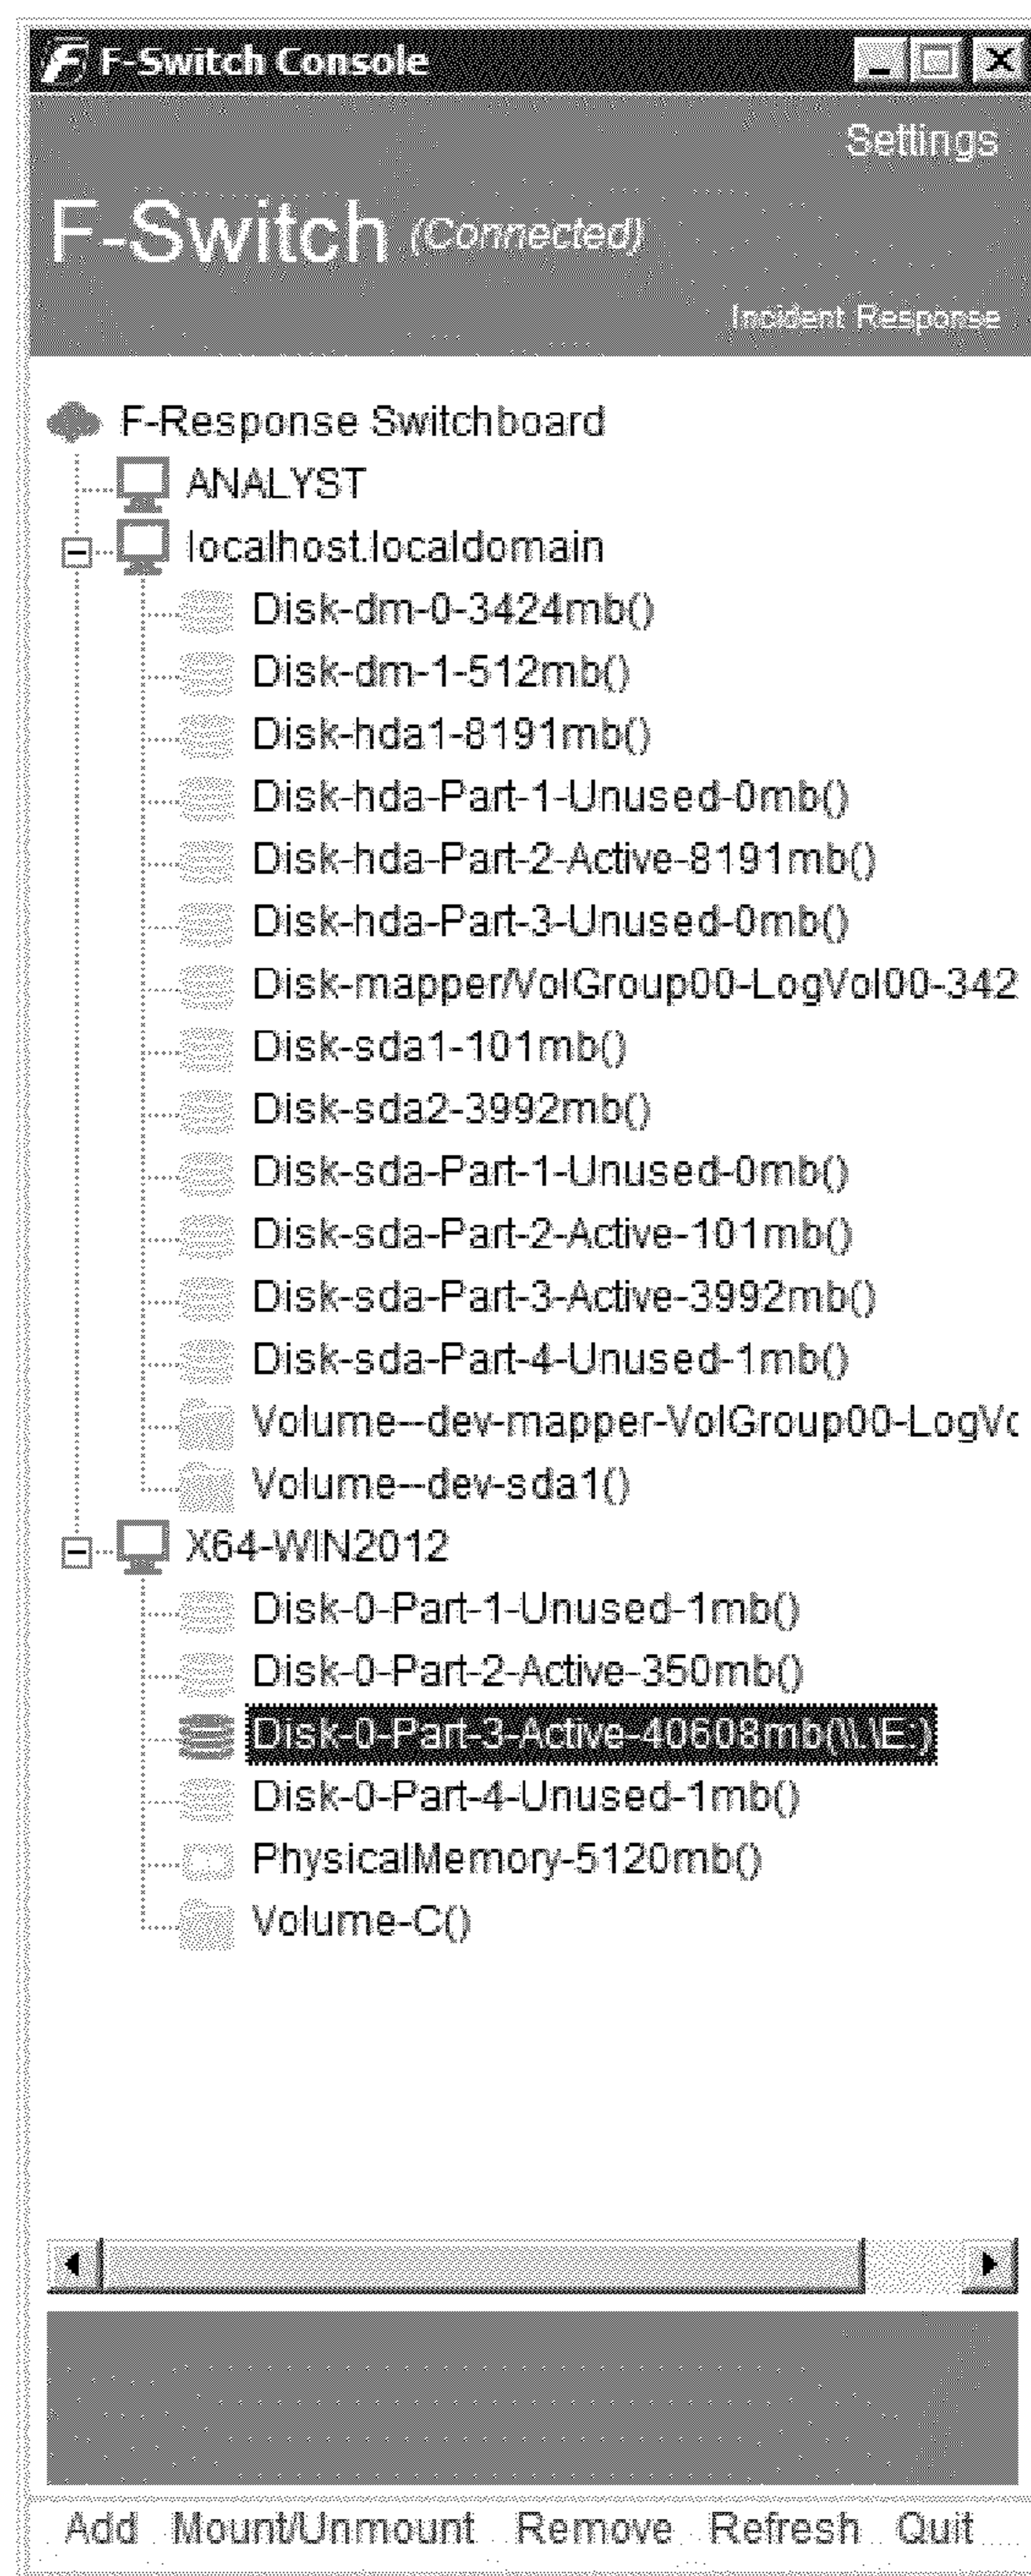 F-Switch Console
Settings
F-Switch (Connected)
Incident Response
F-Response Switchboard
ANALYST
localhost.localdomain
Disk-dm-0-3424mb()
Disk-dm-1-512mb()
Disk-hda1-8191mb()
Disk-hda-Part-1-Unused-0mb()
Disk-hda-Part-2-Active-8191mb()
Disk-hda-Part-3-Unused-0mb()
Disk-mapper/VolGroup00-LogVol00-342
Disk-sda1-101mb()
Disk-sda2-3992mb()
Disk-sda-Part-1-Unused-0mb()
Disk-sda-Part-2-Active-101mb()
Disk-sda-Part-3-Active-3992mb()
Disk-sda-Part-4-Unused-1mb()
Volume--dev-mapper-VolGroup00-LogVo
Volume--dev-sda1()
X64-WIN2012
Disk-0-Part-1-Unused-1mb()
Disk-0-Part-2-Active-350mb()
Disk-0-Part-3-Active-40608mb(\\.\E:)
Disk-0-Part-4-Unused-1mb()
PhysicalMemory-5120mb()
Volume-C()
Add Mount/Unmount Remove Refresh Quit